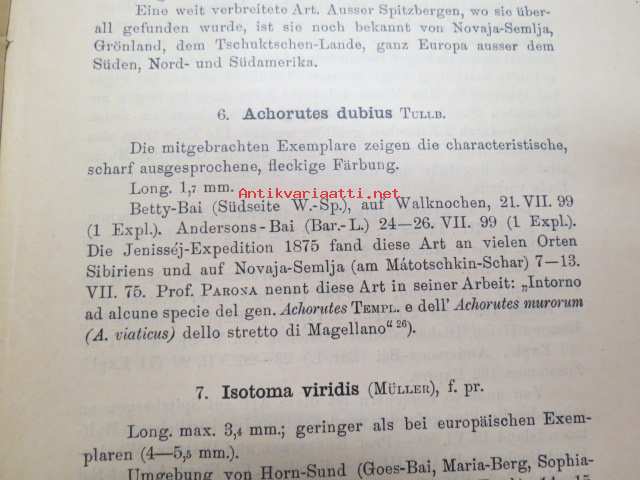 Eine weit verbreitete Art. Ausser Spitzbergen, wo sie über-
all gefunden wurde, ist sie noch bekannt von Novaja-Semlja,
Grönland, dem Tschuktschen-Lande, ganz Europa ausser dem
Süden, Nord- und Südamerika.
6. Achorutes dubius TULLB.
Die mitgebrachten Exemplare zeigen die characteristische,
scharf ausgesprochene, fleckige Färbung.
Long. 1,7 mm.
Antikvariaatti.net
Betty-Bai (Südseite W.-Sp.), auf Walknochen, 21. VII. 99
(1 Expl.). Andersons-Bai (Bar.-L.) 24—26. VII. 99 (1 Expl.).
Die Jenisséj-Expedition 1875 fand diese Art an vielen Orten
Sibiriens und auf Novaja-Semlja (am Mátotschkin-Schar) 7—13.
VII. 75. Prof. PARONA nennt diese Art in seiner Arbeit: „Intorno
ad alcune specie del gen. Achorutes TEMPL. e dell' Achorutes murorum
(A. viaticus) dello stretto di Magellano“ 26).
7. Isotoma viridis (MÜLLER), f. pr.
Long. max. 3,4 mm.; geringer als bei europäischen Exem-
plaren (4—5,5 mm.).
Umgebung von Horn-Sund (Goes-Bai, Maria-Berg, Sophia-